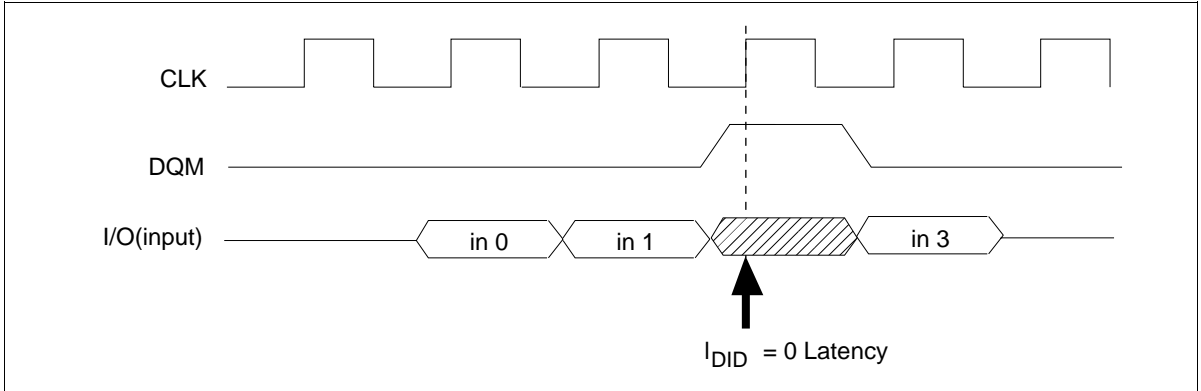 CLK
DQM
I/O(input)
in 0
in 1
in 3
IDID = 0 Latency